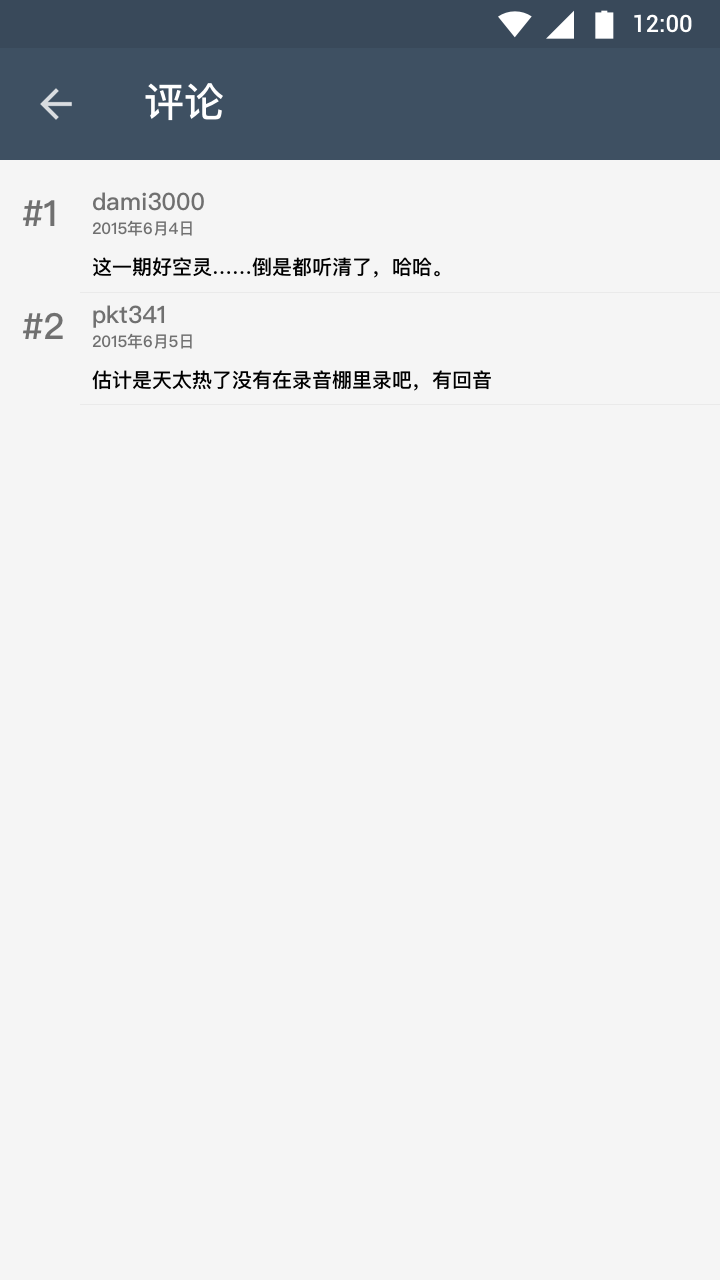 12:00
评论
#1
dami3000
2015年6月4日
这一期好空灵……倒是都听清了，哈哈。
#2
pkt341
2015年6月5日
估计是天太热了没有在录音棚里录吧，有回音